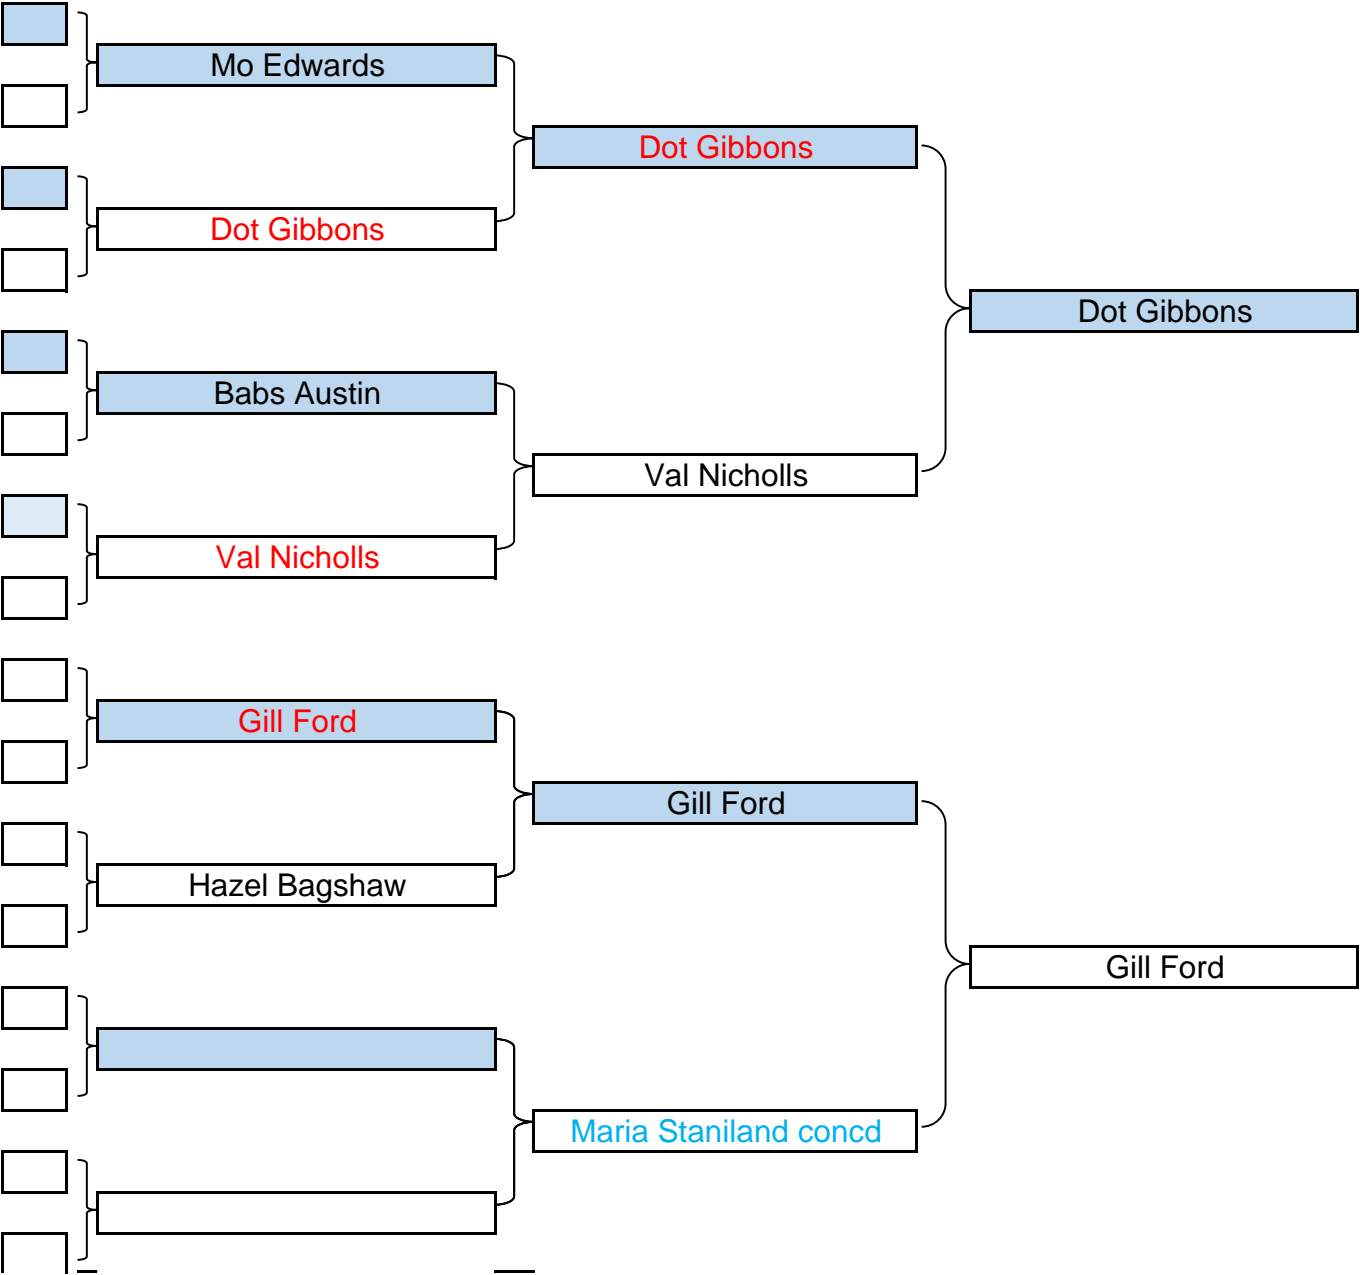 Mo Edwards
Dot Gibbons
Dot Gibbons
Dot Gibbons
Babs Austin
Val Nicholls
Val Nicholls
Gill Ford
Gill Ford
Hazel Bagshaw
Gill Ford
Maria Staniland concd